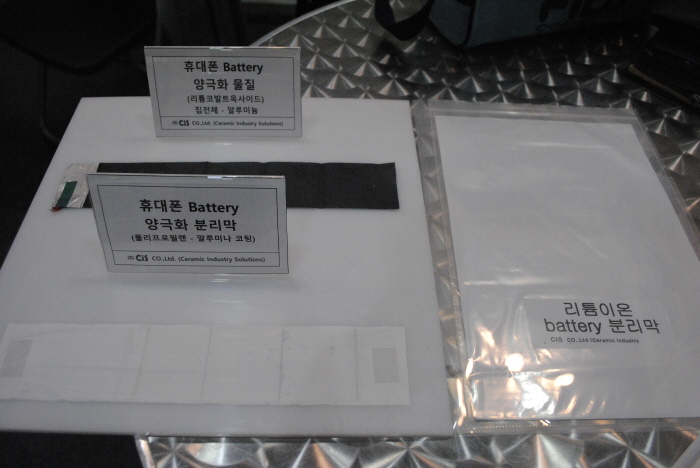 휴대폰 Battery
양극화 물질
(리튬코발트옥사이드)
집전체 - 알루미늄
㈜ CIS CO.,Ltd. (Ceramic Industry Solutions)
휴대폰 Battery
양극화 분리막
(폴리프로필렌 - 알루미나 코팅)
㈜ CIS CO.,Ltd. (Ceramic Industry Solutions)
리튬이온
battery 분리막
CIS CO.,Ltd (Ceramic Industry